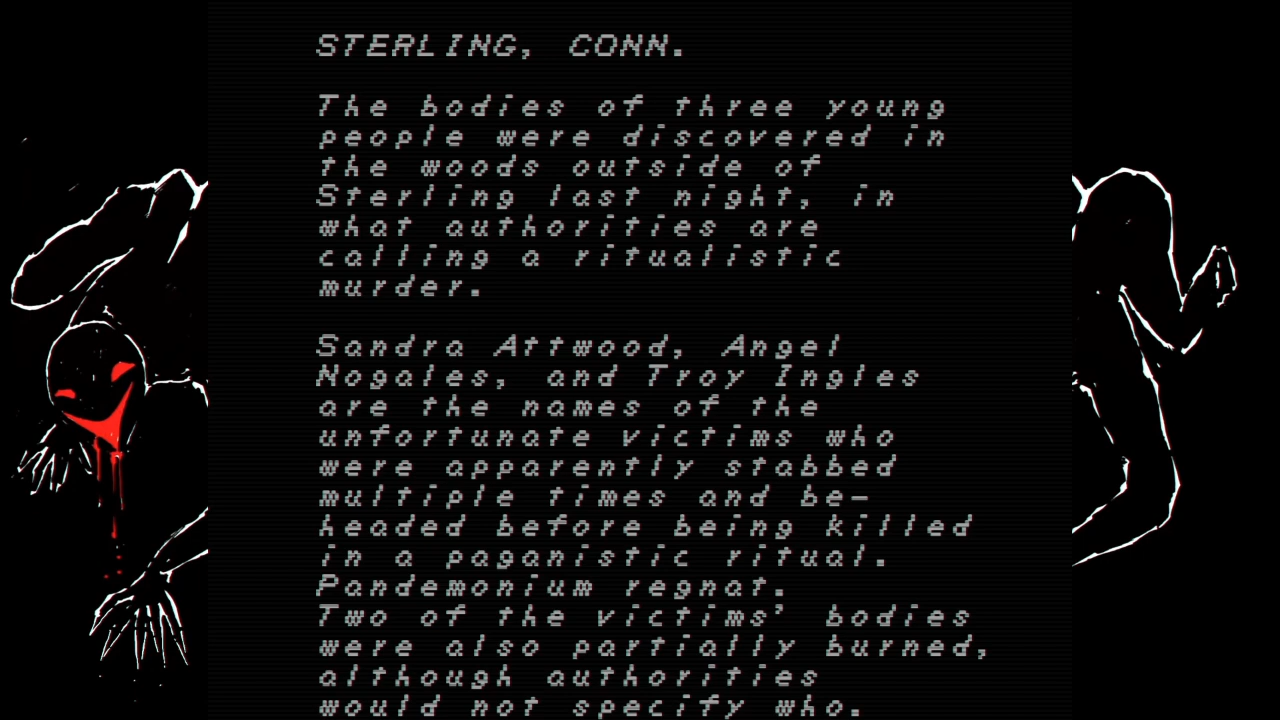 STERLING, CONN.
The bodies of three young
people were discovered in
the woods outside of
Sterling last night, in
what authorities are
calling a ritualistic
murder.
Sandra Attwood, Angel
Nogales, and Troy Ingles
are the names of the
unfortunate victims who
were apparently stabbed
multiple times and be-
headed before being killed
in a paganistic ritual.
Pandemonium regnat.
Two of the victims' bodies
were also partially burned,
although authorities
would not specify who.